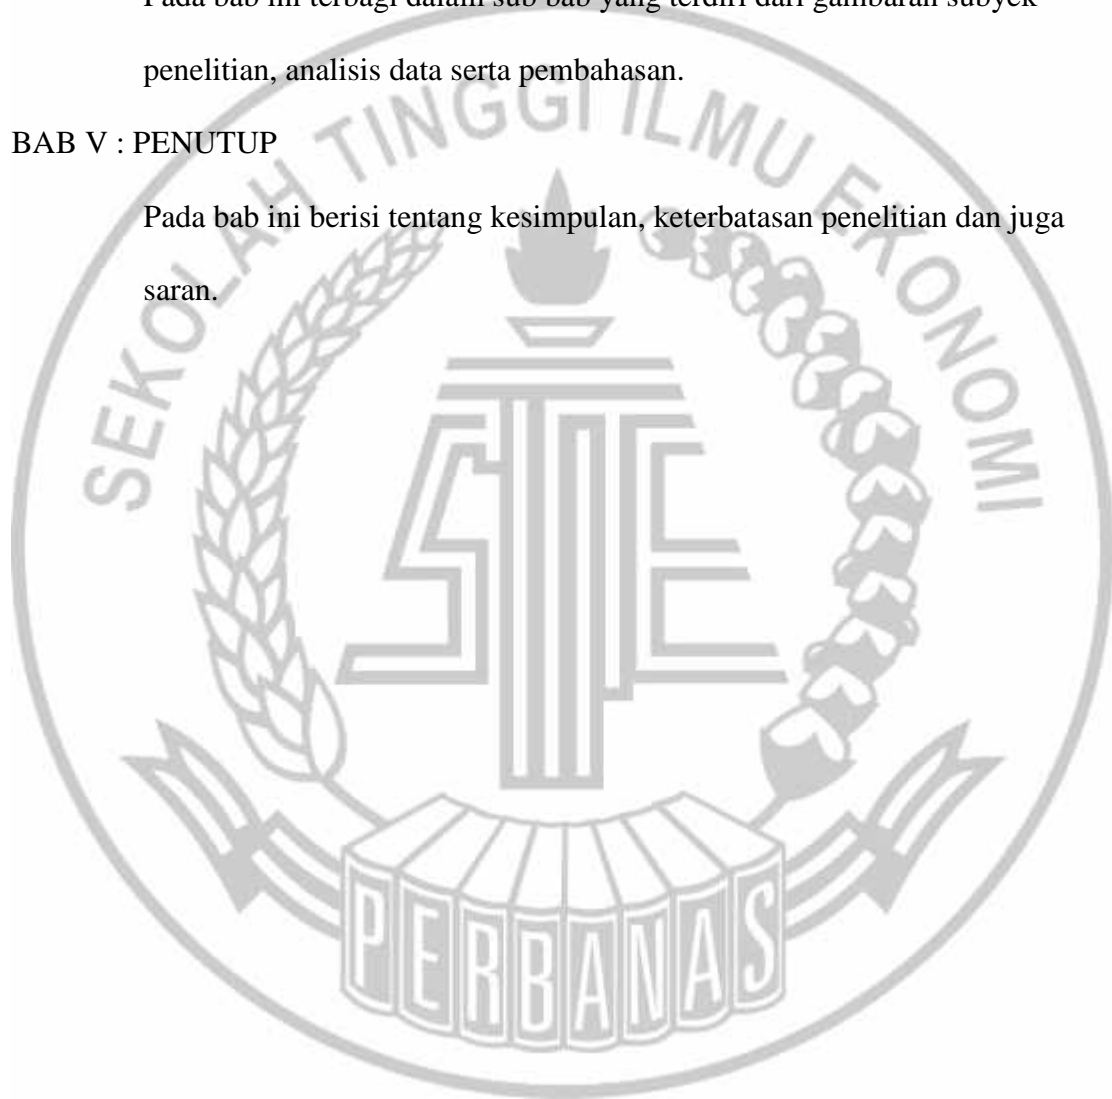 Pada bab ini terbagi dalam sub bab yang terdiri dari gambaran subyek
penelitian, analisis data serta pembahasan.
BAB V : PENUTUP
Pada bab ini berisi tentang kesimpulan, keterbatasan penelitian dan juga
saran.
SEKOLAH TINGGI ILMU EKONOMI
STIE
PERBANAS